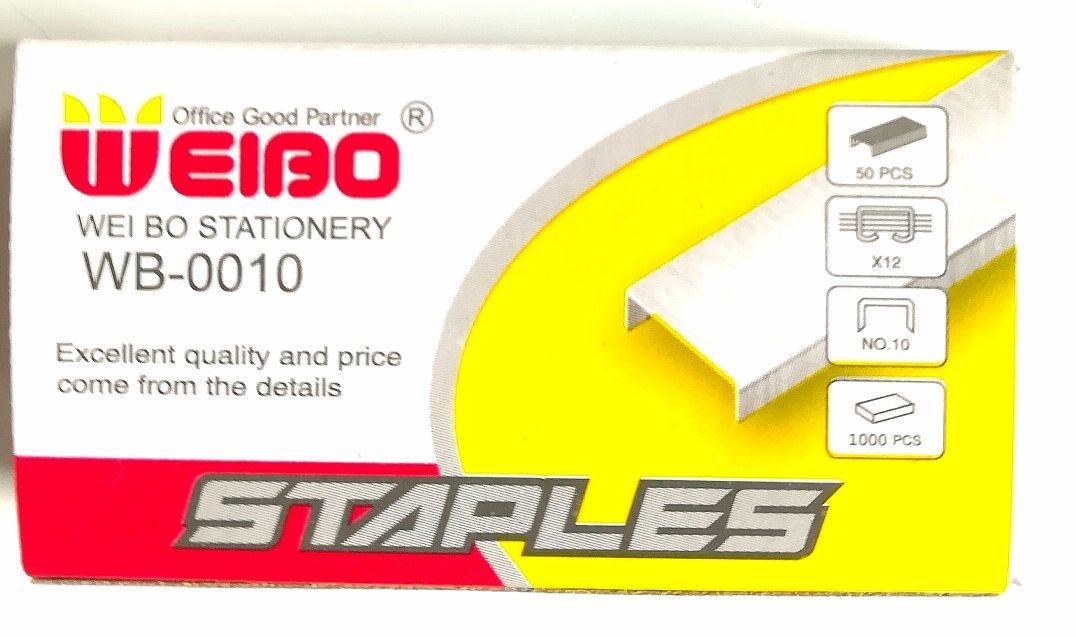 Office Good Partner ®
WEIBO
WEI BO STATIONERY
WB-0010
Excellent quality and price
come from the details
50 PCS
X12
NO.10
1000 PCS
STAPLES